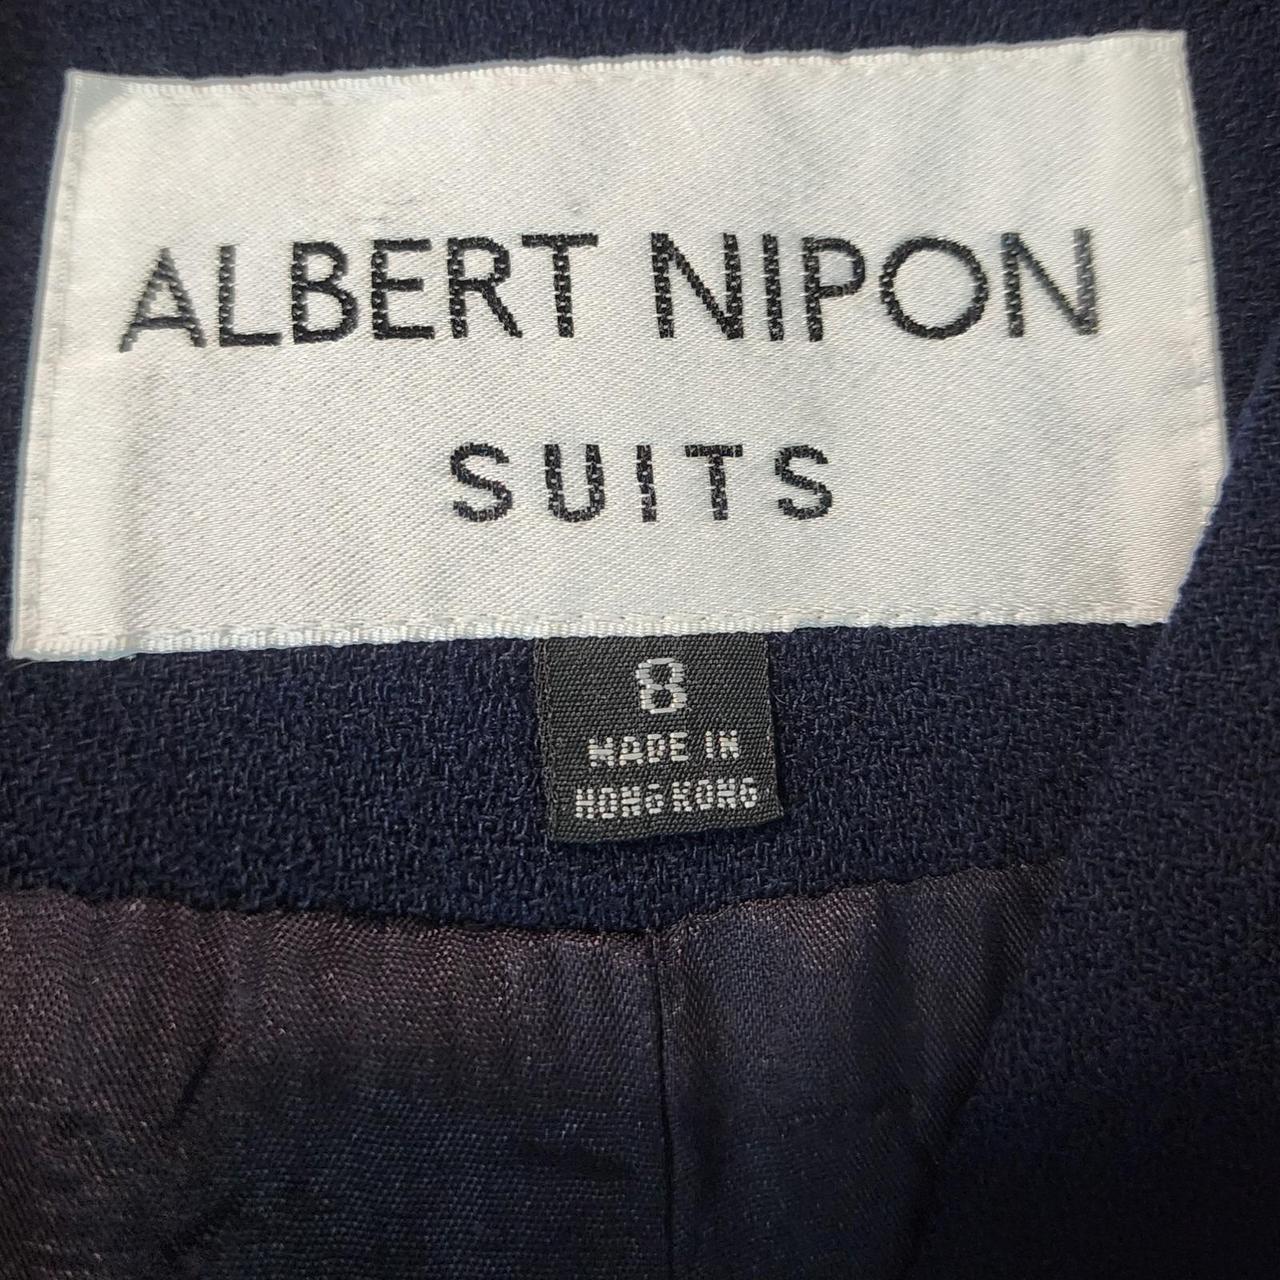 ALBERT NIPON
SUITS
8
MADE IN
HONG KONG